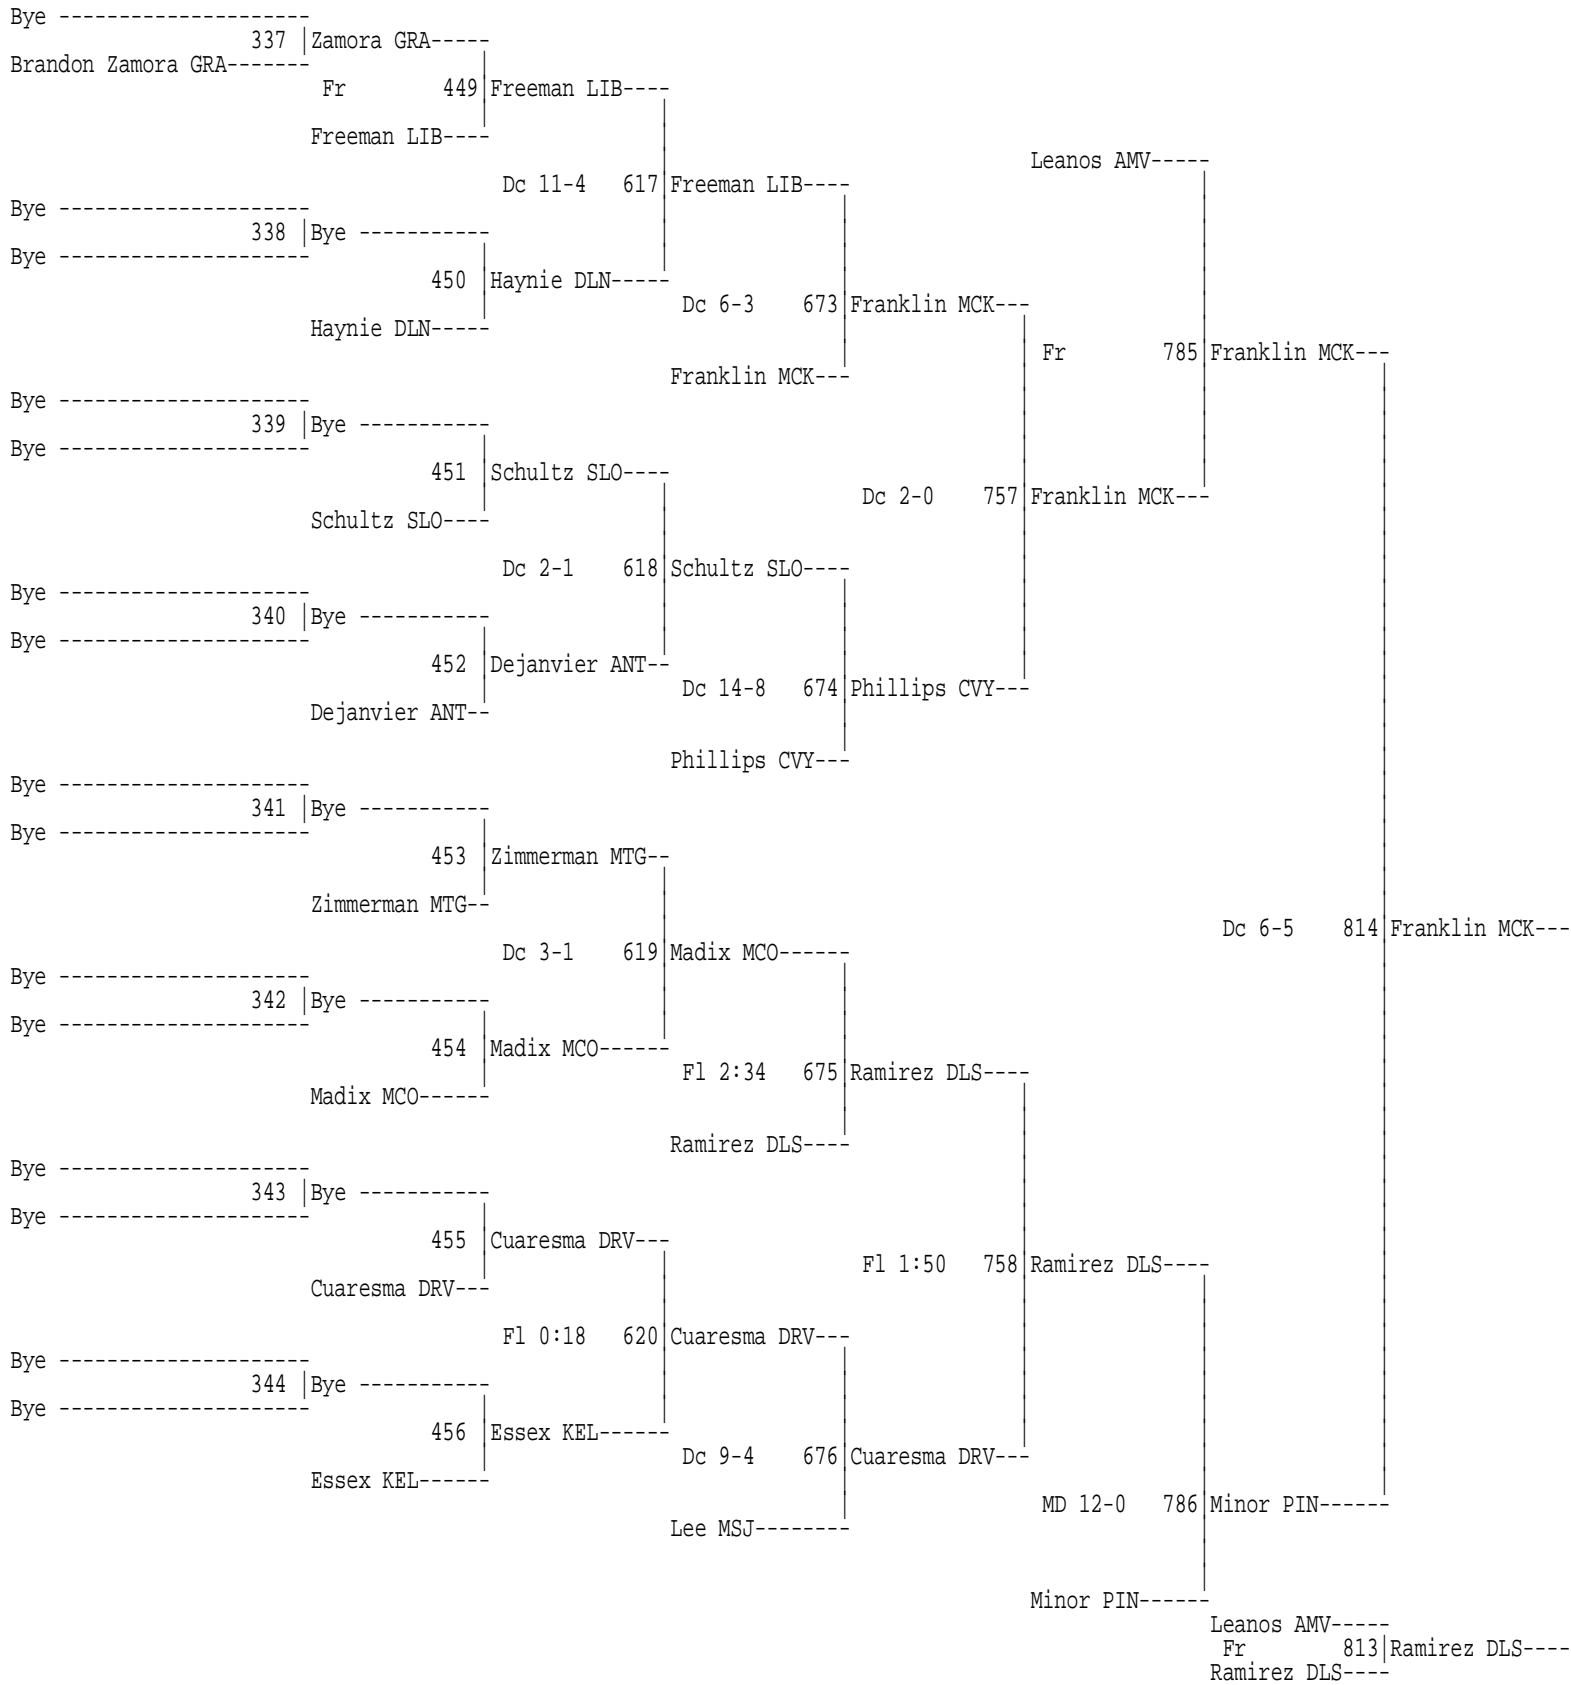 Bye ---------------------
337 |Zamora GRA-----
Brandon Zamora GRA-------
Fr 449|Freeman LIB----
Freeman LIB----
Leanos AMV-----
Dc 11-4 617|Freeman LIB----
Bye ---------------------
338 |Bye -----------
Bye ---------------------
450 |Haynie DLN-----
Dc 6-3 673|Franklin MCK---
Haynie DLN-----
Fr 785|Franklin MCK---
Franklin MCK---
Bye ---------------------
339 |Bye -----------
Bye ---------------------
451 |Schultz SLO----
Dc 2-0 757|Franklin MCK---
Schultz SLO----
Dc 2-1 618|Schultz SLO----
Bye ---------------------
340 |Bye -----------
Bye ---------------------
452 |Dejanvier ANT--
Dc 14-8 674|Phillips CVY---
Dejanvier ANT--
Phillips CVY---
Bye ---------------------
341 |Bye -----------
Bye ---------------------
453 |Zimmerman MTG--
Zimmerman MTG--
Dc 6-5 814|Franklin MCK---
Dc 3-1 619|Madix MCO------
Bye ---------------------
342 |Bye -----------
Bye ---------------------
454 |Madix MCO------
Fl 2:34 675|Ramirez DLS----
Madix MCO------
Ramirez DLS----
Bye ---------------------
343 |Bye -----------
Bye ---------------------
455 |Cuaresma DRV---
Fl 1:50 758|Ramirez DLS----
Cuaresma DRV---
Fl 0:18 620|Cuaresma DRV---
Bye ---------------------
344 |Bye -----------
Bye ---------------------
456 |Essex KEL------
Dc 9-4 676|Cuaresma DRV---
Essex KEL------
MD 12-0 786|Minor PIN------
Lee MSJ--------
Minor PIN------
Leanos AMV-----
Fr 813|Ramirez DLS----
Ramirez DLS----